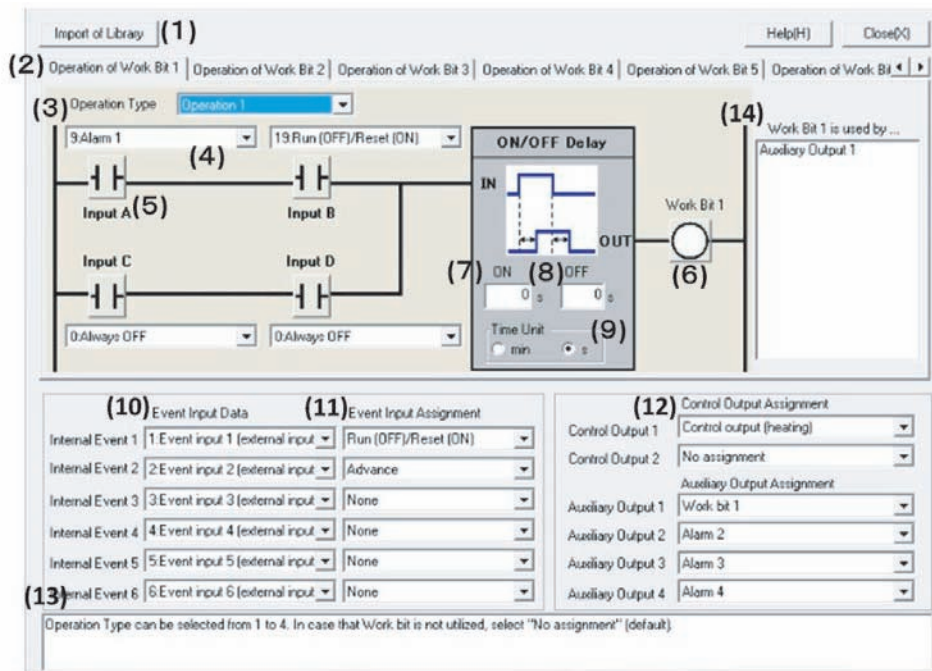 Import of Library (1) Help(H) Close(X)
(2) Operation of Work Bit 1 Operation of Work Bit 2 Operation of Work Bit 3 Operation of Work Bit 4 Operation of Work Bit 5 Operation of Work Bit
(3) Operation Type Operation 1
(14) Work Bit 1 is used by ...
Auxiliary Output 1
9:Alarm 1 19:Run (OFF)/Reset (ON)
(4)
(5)
Input A Input B
Input C Input D
0:Always OFF 0:Always OFF
ON/OFF Delay
IN
OUT
(7) ON (8) OFF
0 s 0 s
Time Unit (9)
min s
Work Bit 1
(6)
(10) Event Input Data (11) Event Input Assignment
Internal Event 1 1:Event input 1 (external input Run (OFF)/Reset (ON)
Internal Event 2 2:Event input 2 (external input Advance
Internal Event 3 3:Event input 3 (external input None
Internal Event 4 4:Event input 4 (external input None
Internal Event 5 5:Event input 5 (external input None
Internal Event 6 6:Event input 6 (external input None
(12) Control Output Assignment
Control Output 1 Control output (heating)
Control Output 2 No assignment
Auxiliary Output Assignment
Auxiliary Output 1 Work bit 1
Auxiliary Output 2 Alarm 2
Auxiliary Output 3 Alarm 3
Auxiliary Output 4 Alarm 4
(13)
Operation Type can be selected from 1 to 4. In case that Work bit is not utilized, select "No assignment" (default).